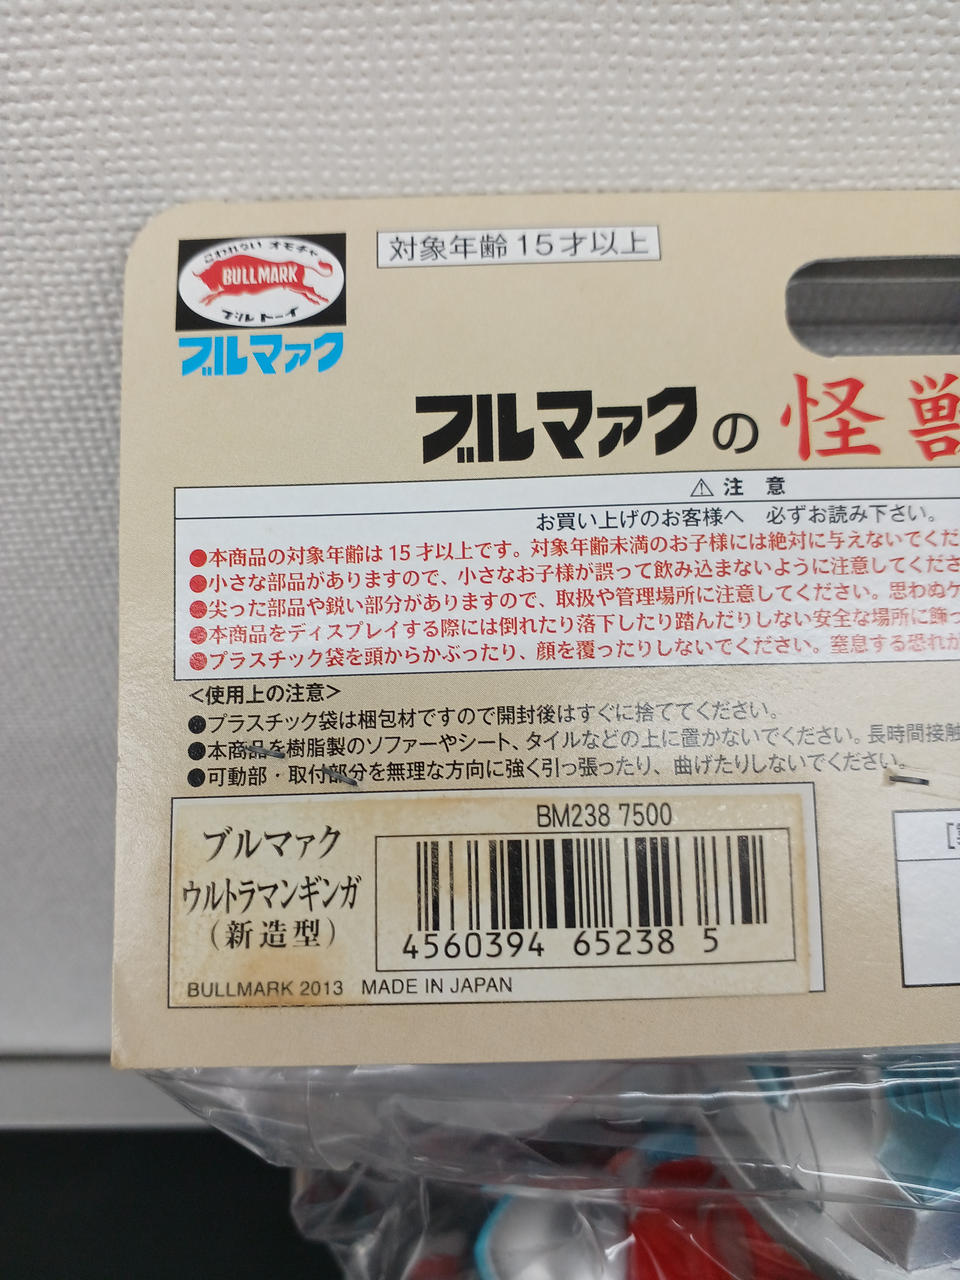 こわれない オモチャ
BULLMARK
ブル トーイ
ブルマァク
対象年齢 15才以上
ブルマァクの 怪獣
⚠ 注 意
お買い上げのお客様へ 必ずお読み下さい。
●本商品の対象年齢は 15 才以上です。対象年齢未満のお子様には絶対に与えないでくだ
●小さな部品がありますので、小さなお子様が誤って飲み込まないように注意してくださ
●尖った部品や鋭い部分がありますので、取扱や管理場所に注意してください。思わぬケ
●本商品をディスプレイする際には倒れたり落下したり踏んだりしない安全な場所に飾っ
●プラスチック袋を頭からかぶったり、顔を覆ったりしないでください。窒息する恐れが
＜使用上の注意＞
●プラスチック袋は梱包材ですので開封後はすぐに捨ててください。
●本商品を樹脂製のソファーやシート、タイルなどの上に置かないでください。長時間接触
●可動部・取付部分を無理な方向に強く引っ張ったり、曲げたりしないでください。
BM238 7500
ブルマァク
ウルトラマンギンガ
（新造型）
4560394 65238 5
BULLMARK 2013 MADE IN JAPAN